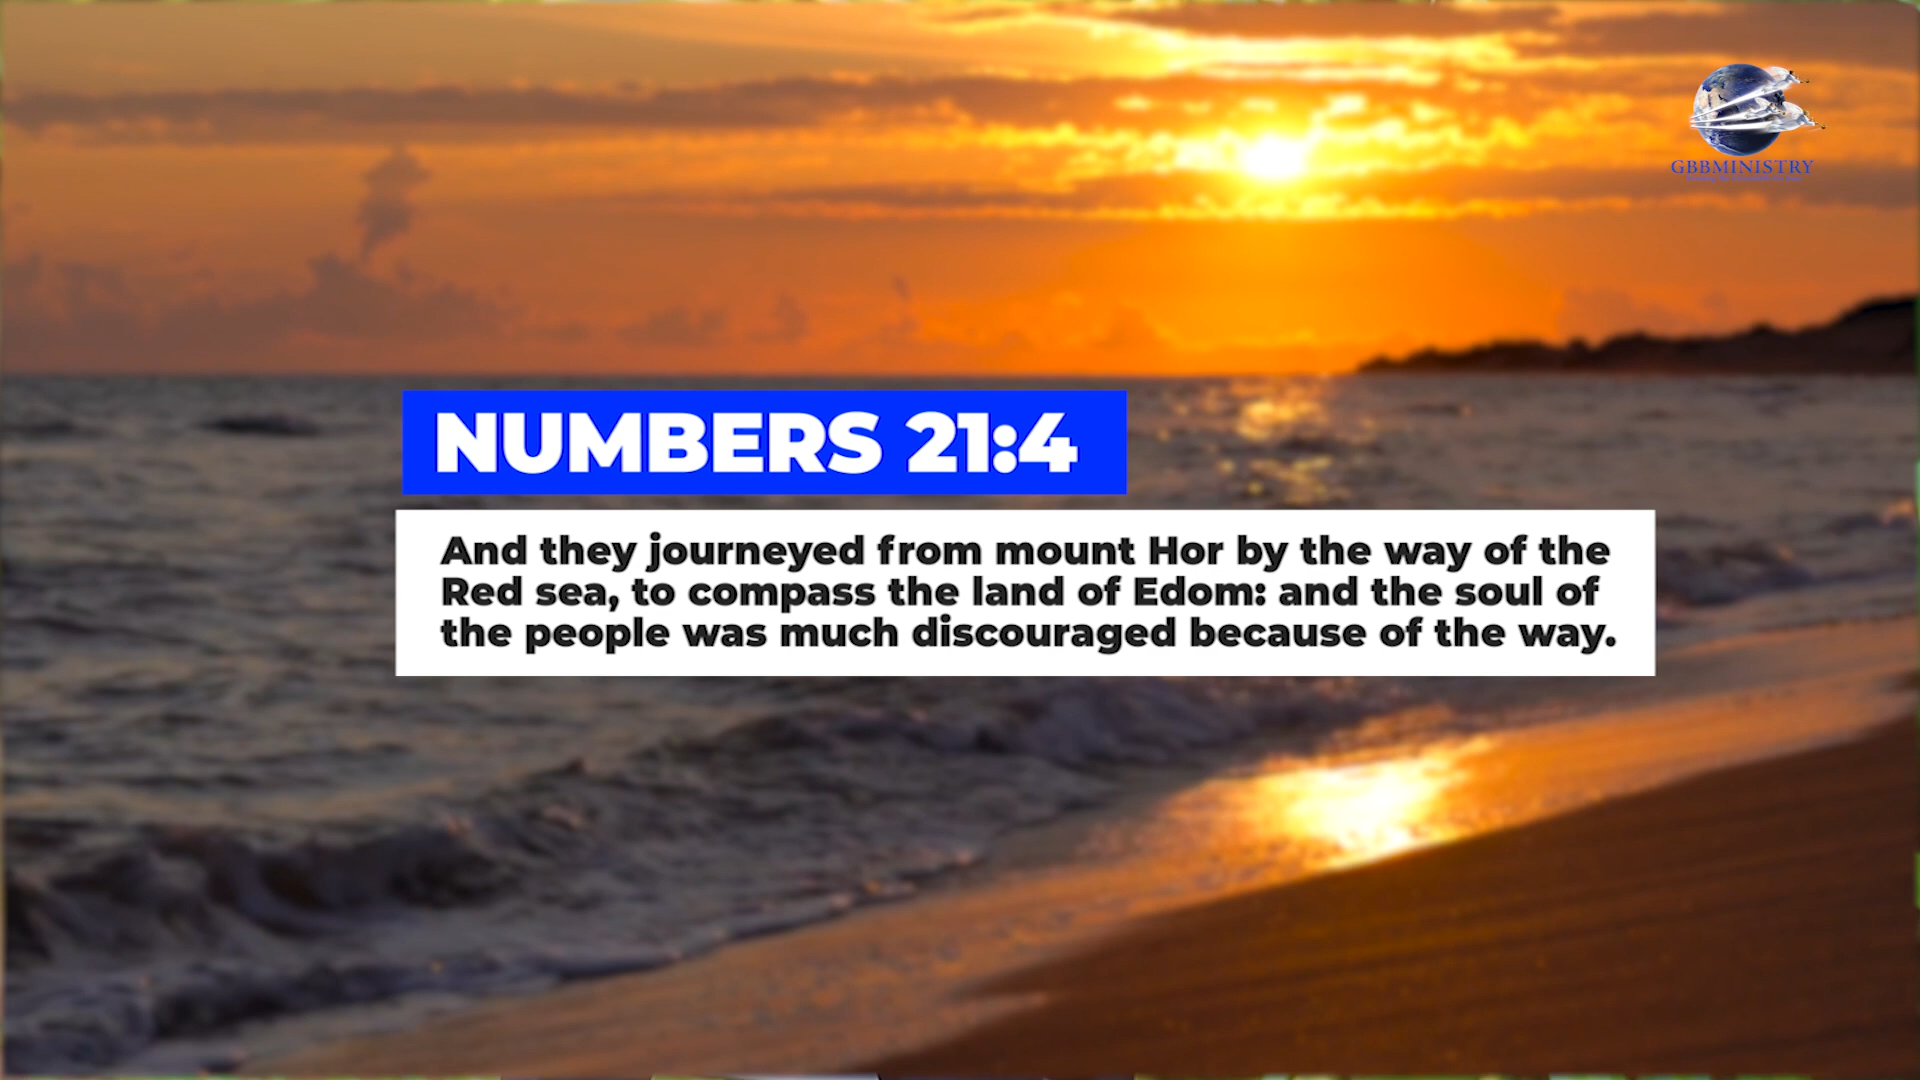 GBBMINISTRY
NUMBERS 21:4
And they journeyed from mount Hor by the way of the
Red sea, to compass the land of Edom: and the soul of
the people was much discouraged because of the way.